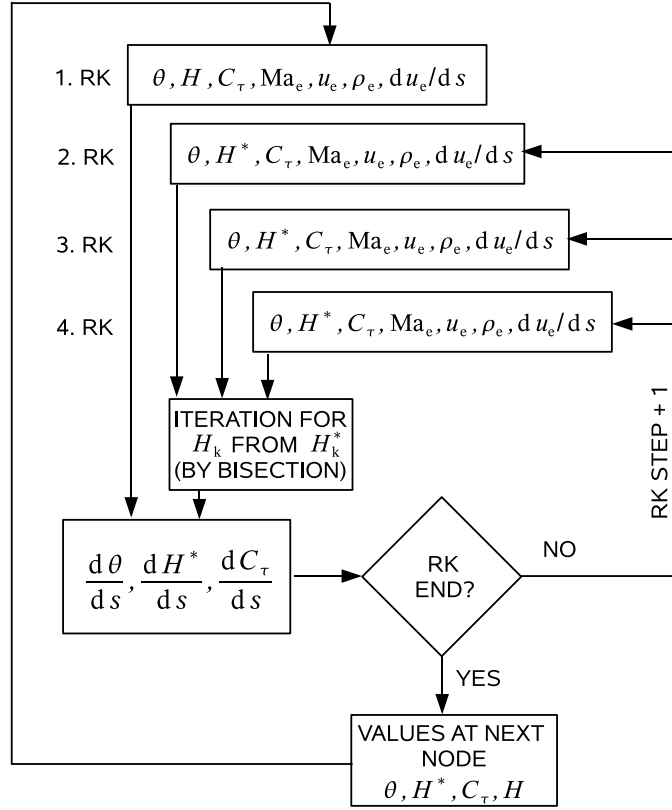 1. RK θ, H, C_τ, Ma_e, u_e, ρ_e, du_e/ds
2. RK θ, H*, C_τ, Ma_e, u_e, ρ_e, du_e/ds
3. RK θ, H*, C_τ, Ma_e, u_e, ρ_e, du_e/ds
4. RK θ, H*, C_τ, Ma_e, u_e, ρ_e, du_e/ds
ITERATION FOR
H_k FROM H_k^*
(BY BISECTION)
dθ/ds, dH*/ds, dC_τ/ds
RK
END?
NO
RK STEP + 1
YES
VALUES AT NEXT
NODE
θ, H*, C_τ, H